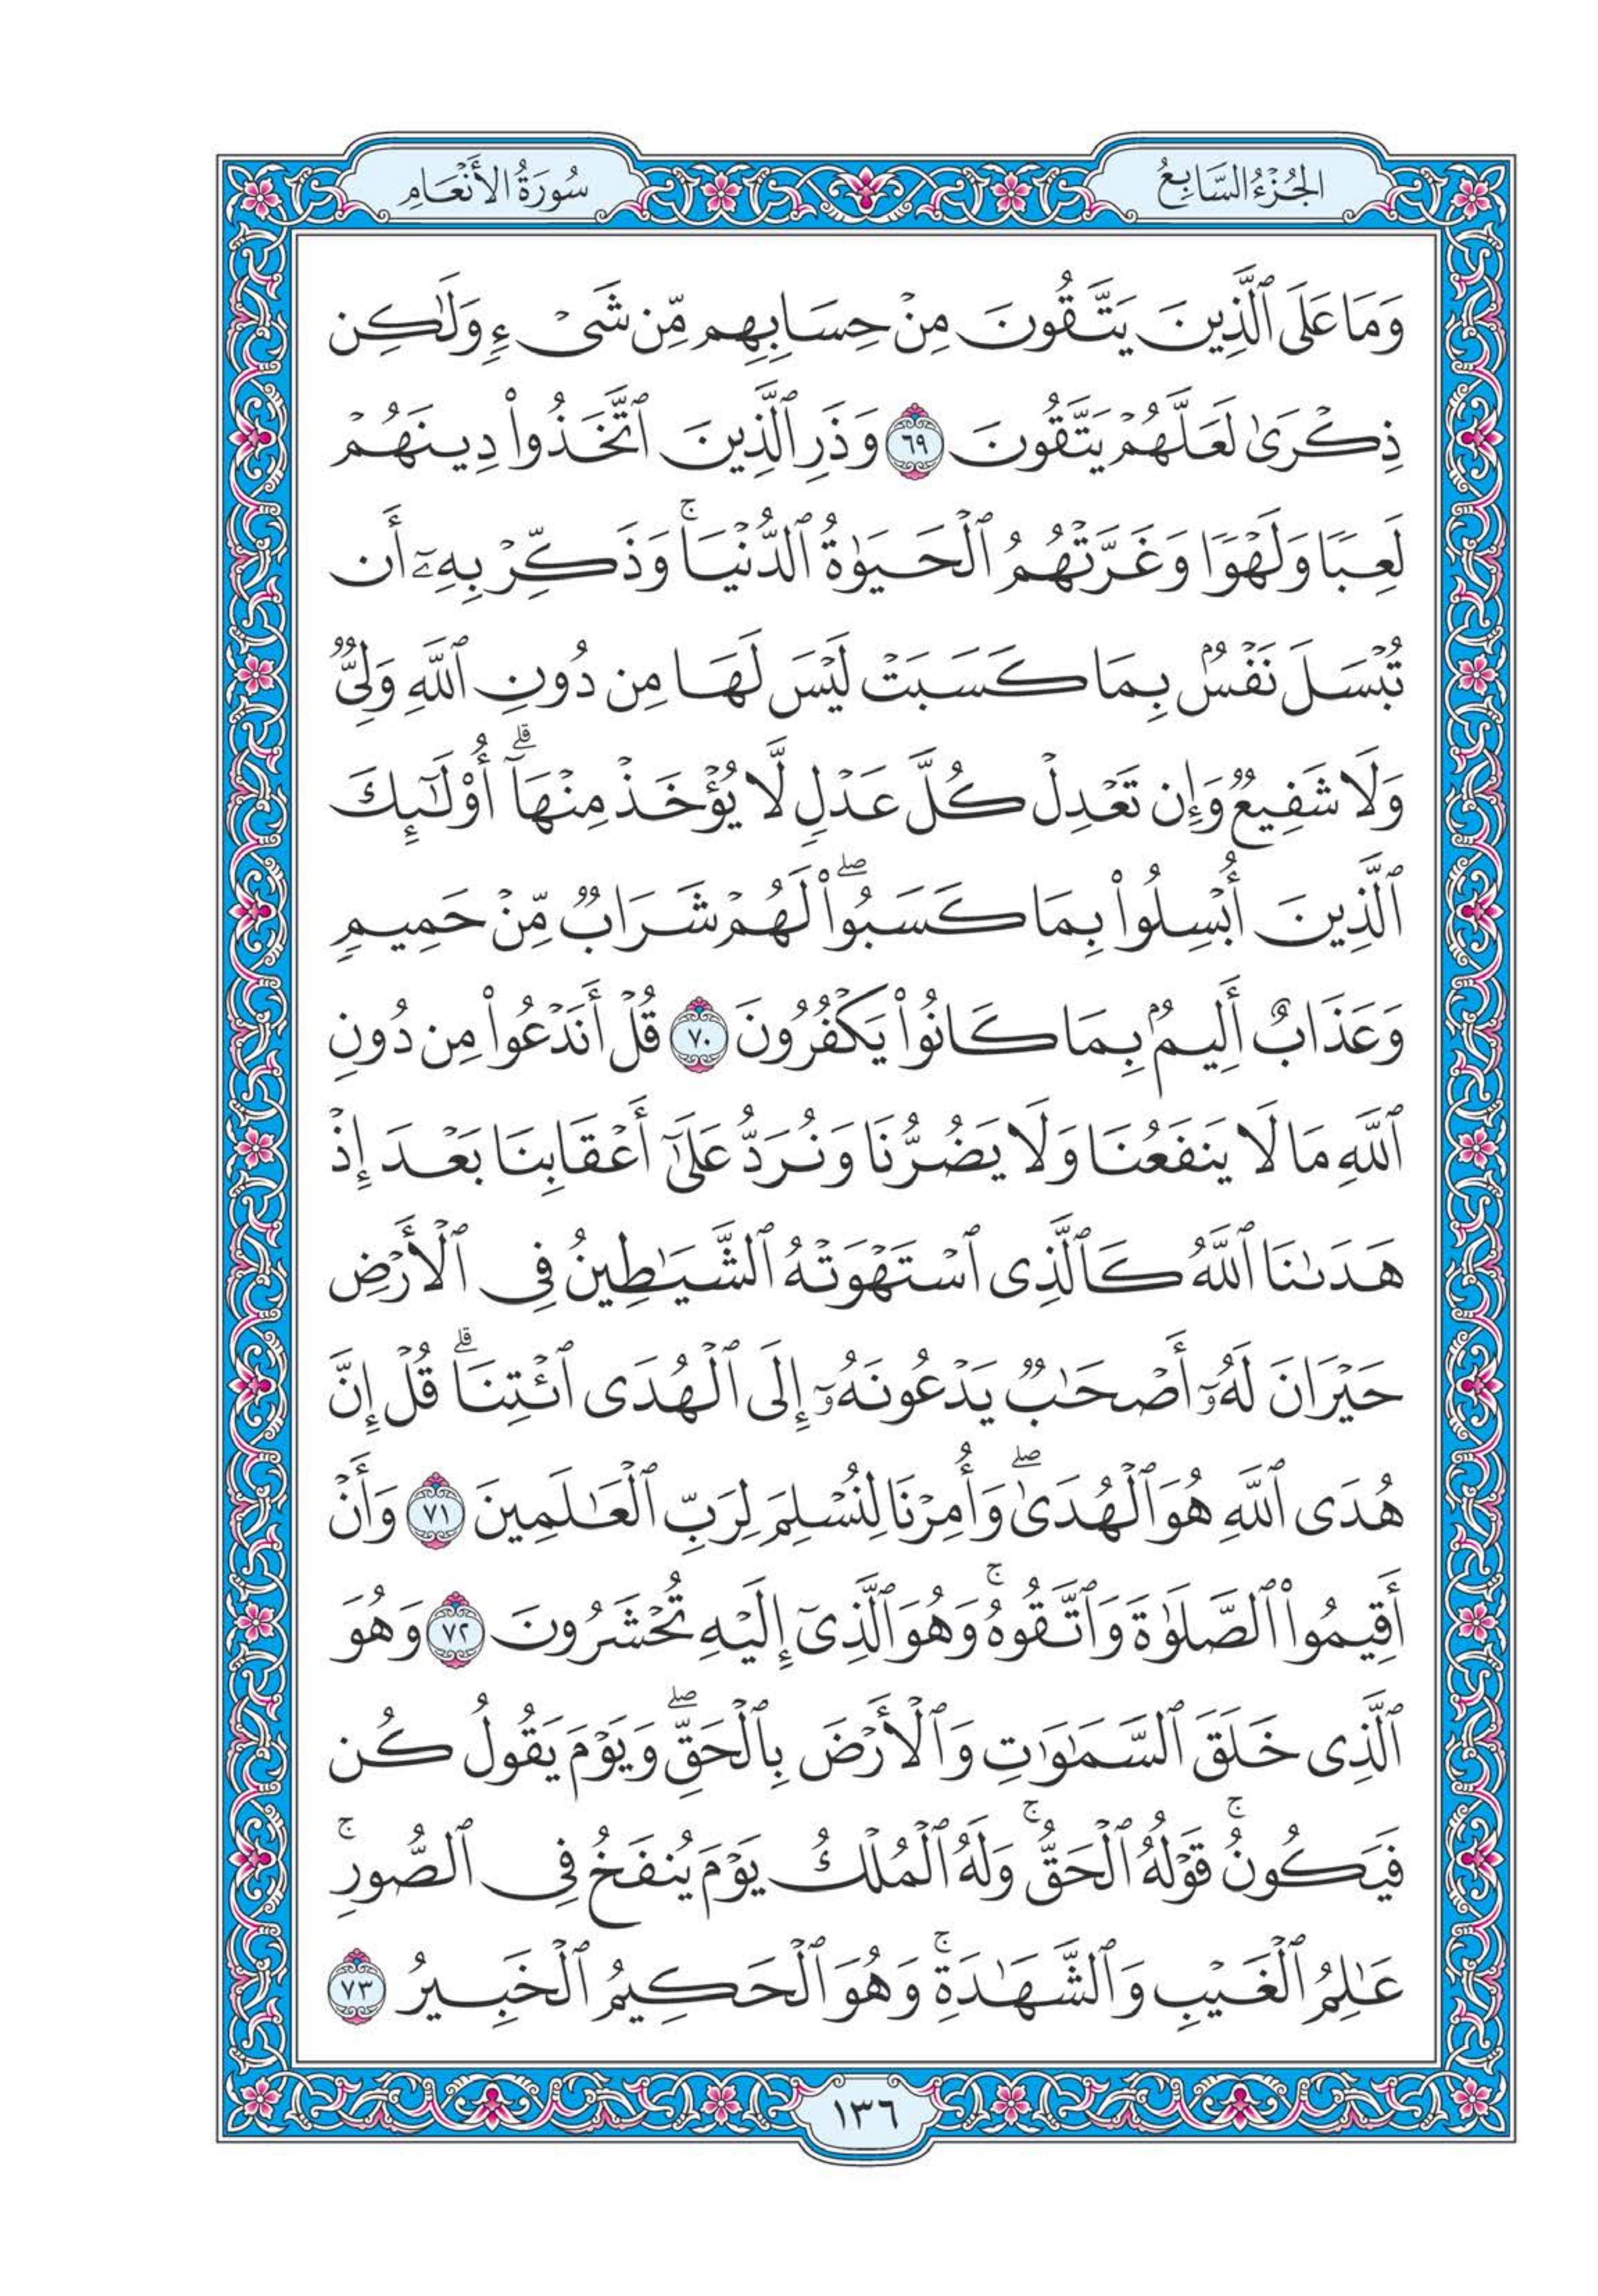 الجُزْءُ السَّابِعُ
سُورَةُ الأَنْعَامِ
وَمَا عَلَى ٱلَّذِينَ يَتَّقُونَ مِنْ حِسَابِهِم مِّن شَىْءٍ وَلَٰكِن
ذِكْرَىٰ لَعَلَّهُمْ يَتَّقُونَ ٦٩ وَذَرِ ٱلَّذِينَ ٱتَّخَذُوا۟ دِينَهُمْ
لَعِبًا وَلَهْوًا وَغَرَّتْهُمُ ٱلْحَيَوٰةُ ٱلدُّنْيَا ۚ وَذَكِّرْ بِهِۦٓ أَن
تُبْسَلَ نَفْسٌۢ بِمَا كَسَبَتْ لَيْسَ لَهَا مِن دُونِ ٱللَّهِ وَلِىٌّ
وَلَا شَفِيعٌ وَإِن تَعْدِلْ كُلَّ عَدْلٍ لَّا يُؤْخَذْ مِنْهَآ ۗ أُو۟لَٰٓئِكَ
ٱلَّذِينَ أُبْسِلُوا۟ بِمَا كَسَبُوا۟ ۖ لَهُمْ شَرَابٌ مِّنْ حَمِيمٍ
وَعَذَابٌ أَلِيمٌۢ بِمَا كَانُوا۟ يَكْفُرُونَ ٧٠ قُلْ أَنَدْعُوا۟ مِن دُونِ
ٱللَّهِ مَا لَا يَنفَعُنَا وَلَا يَضُرُّنَا وَنُرَدُّ عَلَىٰٓ أَعْقَابِنَا بَعْدَ إِذْ
هَدَىٰنَا ٱللَّهُ كَٱلَّذِى ٱسْتَهْوَتْهُ ٱلشَّيَٰطِينُ فِى ٱلْأَرْضِ
حَيْرَانَ لَهُۥٓ أَصْحَٰبٌ يَدْعُونَهُۥٓ إِلَى ٱلْهُدَى ٱئْتِنَا ۗ قُلْ إِنَّ
هُدَى ٱللَّهِ هُوَ ٱلْهُدَىٰ ۖ وَأُمِرْنَا لِنُسْلِمَ لِرَبِّ ٱلْعَٰلَمِينَ ٧١ وَأَنْ
أَقِيمُوا۟ ٱلصَّلَوٰةَ وَٱتَّقُوهُ ۚ وَهُوَ ٱلَّذِىٓ إِلَيْهِ تُحْشَرُونَ ٧٢ وَهُوَ
ٱلَّذِى خَلَقَ ٱلسَّمَٰوَٰتِ وَٱلْأَرْضَ بِٱلْحَقِّ ۖ وَيَوْمَ يَقُولُ كُن
فَيَكُونُ ۚ قَوْلُهُ ٱلْحَقُّ ۚ وَلَهُ ٱلْمُلْكُ يَوْمَ يُنفَخُ فِى ٱلصُّورِ ۚ
عَٰلِمُ ٱلْغَيْبِ وَٱلشَّهَٰدَةِ ۚ وَهُوَ ٱلْحَكِيمُ ٱلْخَبِيرُ ٧٣
١٣٦